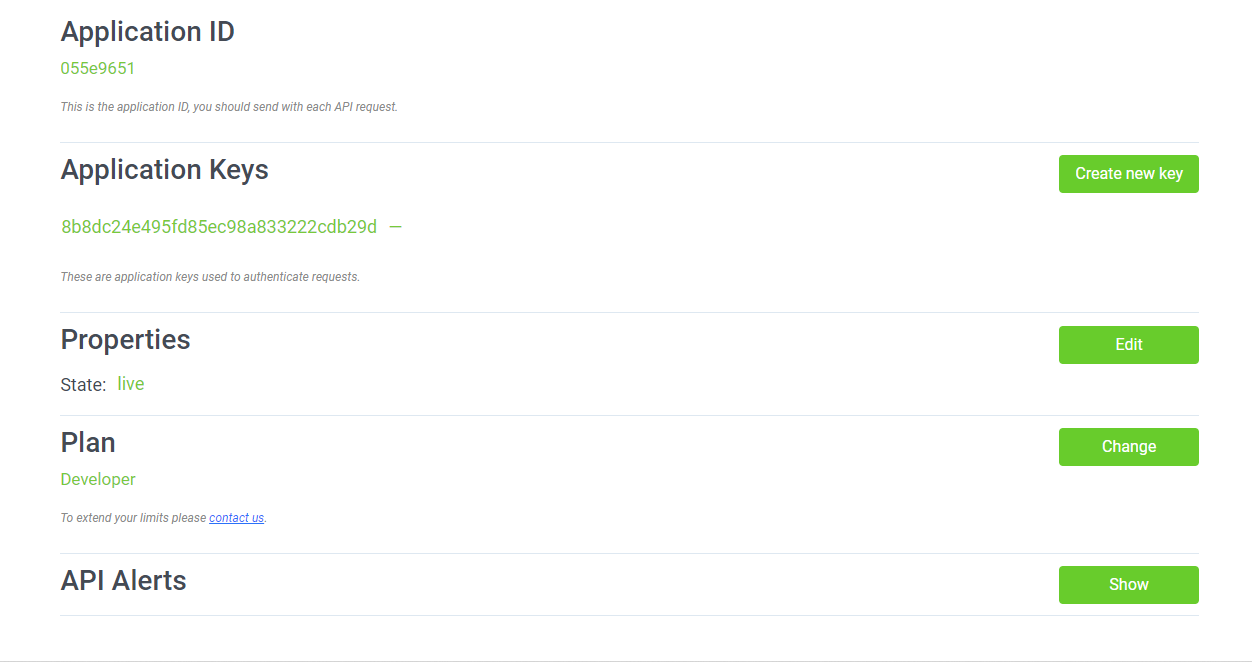 Application ID
055e9651
This is the application ID, you should send with each API request.
Application Keys
Create new key
8b8dc24e495fd85ec98a833222cdb29d —
These are application keys used to authenticate requests.
Properties
Edit
State: live
Plan
Change
Developer
To extend your limits please contact us.
API Alerts
Show